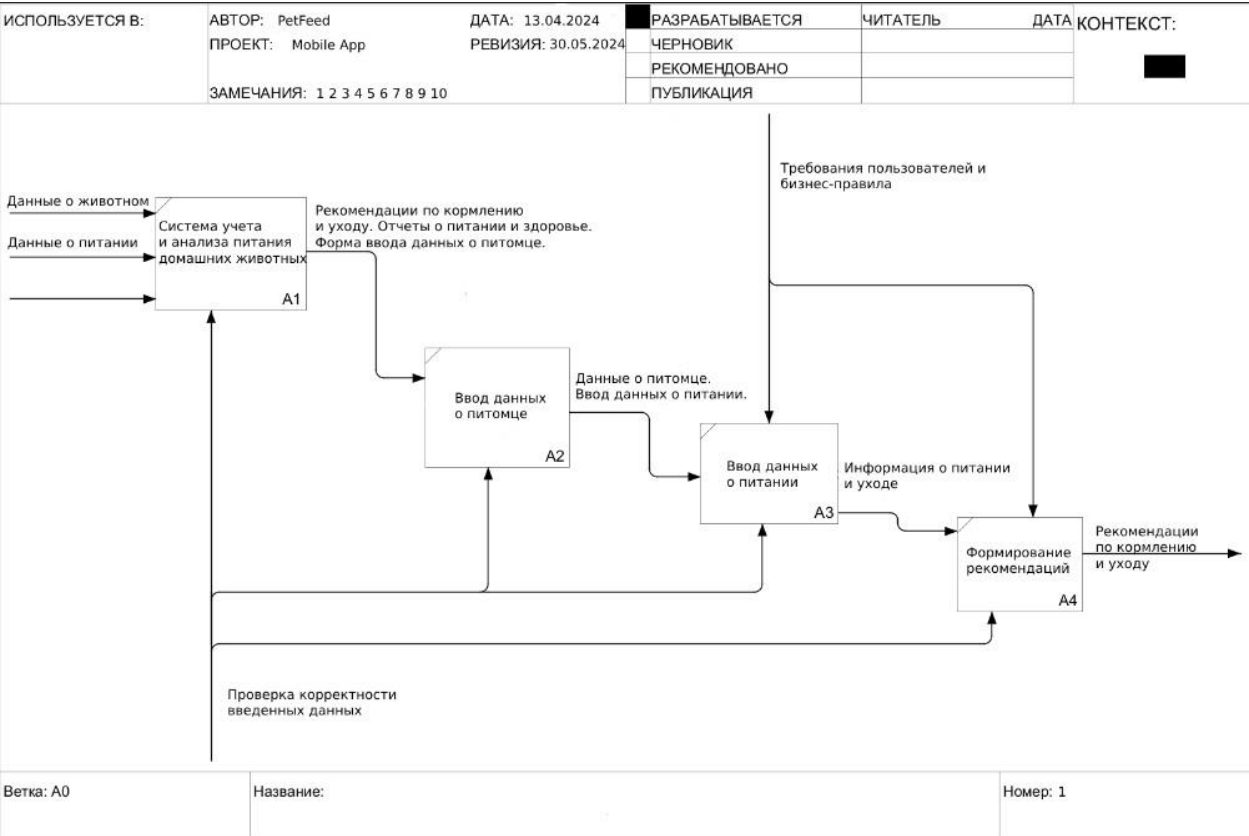 ИСПОЛЬЗУЕТСЯ В:
АВТОР: PetFeed
ДАТА: 13.04.2024
ПРОЕКТ: Mobile App
РЕВИЗИЯ: 30.05.2024
ЗАМЕЧАНИЯ: 1 2 3 4 5 6 7 8 9 10
РАЗРАБАТЫВАЕТСЯ
ЧЕРНОВИК
РЕКОМЕНДОВАНО
ПУБЛИКАЦИЯ
ЧИТАТЕЛЬ
ДАТА
КОНТЕКСТ:
Требования пользователей и
бизнес-правила
Данные о животном
Данные о питании
Система учета
и анализа питания
домашних животных
A1
Рекомендации по кормлению
и уходу. Отчеты о питании и здоровье.
Форма ввода данных о питомце.
Ввод данных
о питомце
A2
Данные о питомце.
Ввод данных о питании.
Ввод данных
о питании
A3
Информация о питании
и уходе
Формирование
рекомендаций
A4
Рекомендации
по кормлению
и уходу
Проверка корректности
введенных данных
Ветка: A0
Название:
Номер: 1